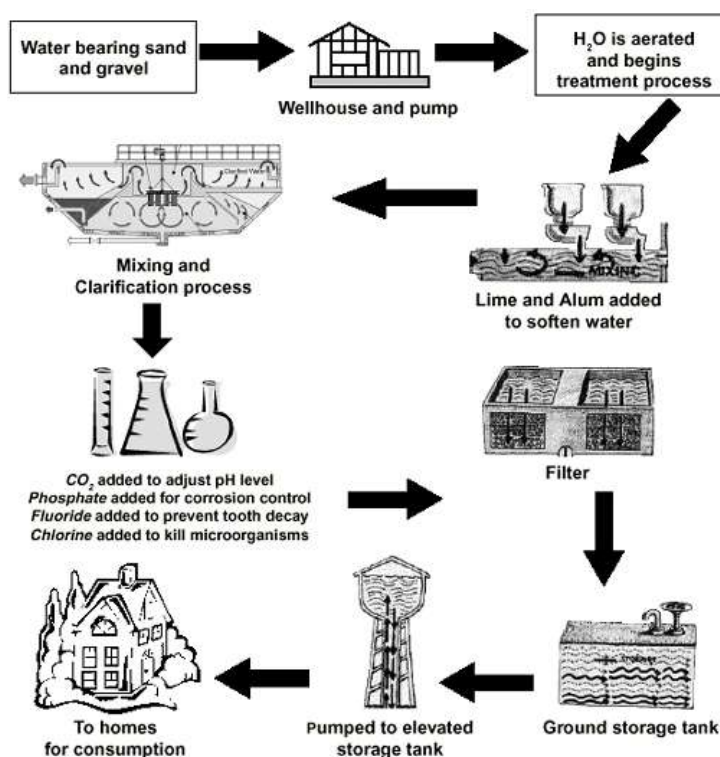 Water bearing sand
and gravel
Wellhouse and pump
H₂O is aerated
and begins
treatment process
Mixing and
Clarification process
MIXING
Lime and Alum added
to soften water
CO₂ added to adjust pH level
Phosphate added for corrosion control
Fluoride added to prevent tooth decay
Chlorine added to kill microorganisms
Filter
To homes
for consumption
Pumped to elevated
storage tank
Ground storage tank